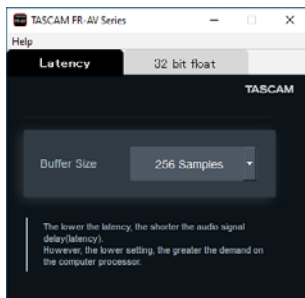 TASCAM FR-AV Series
Help
Latency 32 bit float
TASCAM
Buffer Size 256 Samples
The lower the latency, the shorter the audio signal
delay(latency).
However, the lower setting, the greater the demand on
the computer processor.